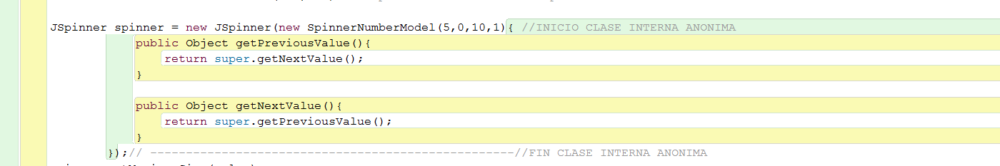 JSpinner spinner = new JSpinner(new SpinnerNumberModel(5,0,10,1){ //INICIO CLASE INTERNA ANONIMA
public Object getPreviousValue(){
return super.getNextValue();
}
public Object getNextValue(){
return super.getPreviousValue();
}
});// ---------------------------------------------------//FIN CLASE INTERNA ANONIMA